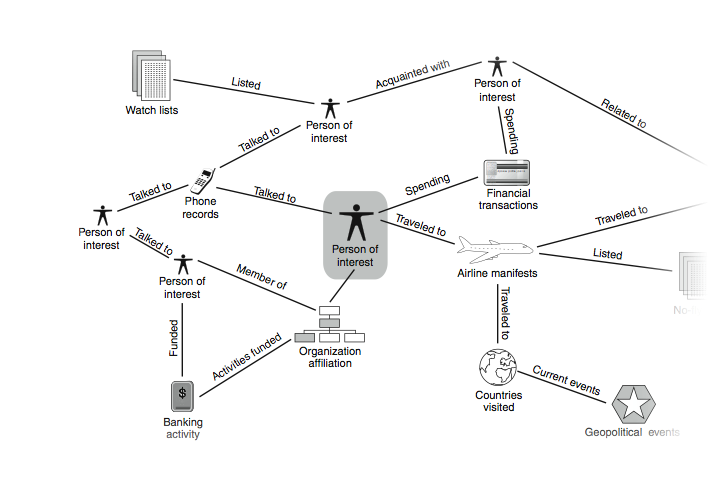 Acquainted with
Listed
Person of
interest
Watch lists
Related to
Person of
interest
Spending
Talked to
Talked to
Phone
records
Talked to
Spending
Financial
transactions
Person of
interest
Talked to
Person of
interest
Traveled to
Traveled to
Listed
Airline manifests
Person of
interest
Member of
Traveled to
Funded
Activities funded
Organization
affiliation
Countries
visited
Current events
Banking
activity
Geopolitical events